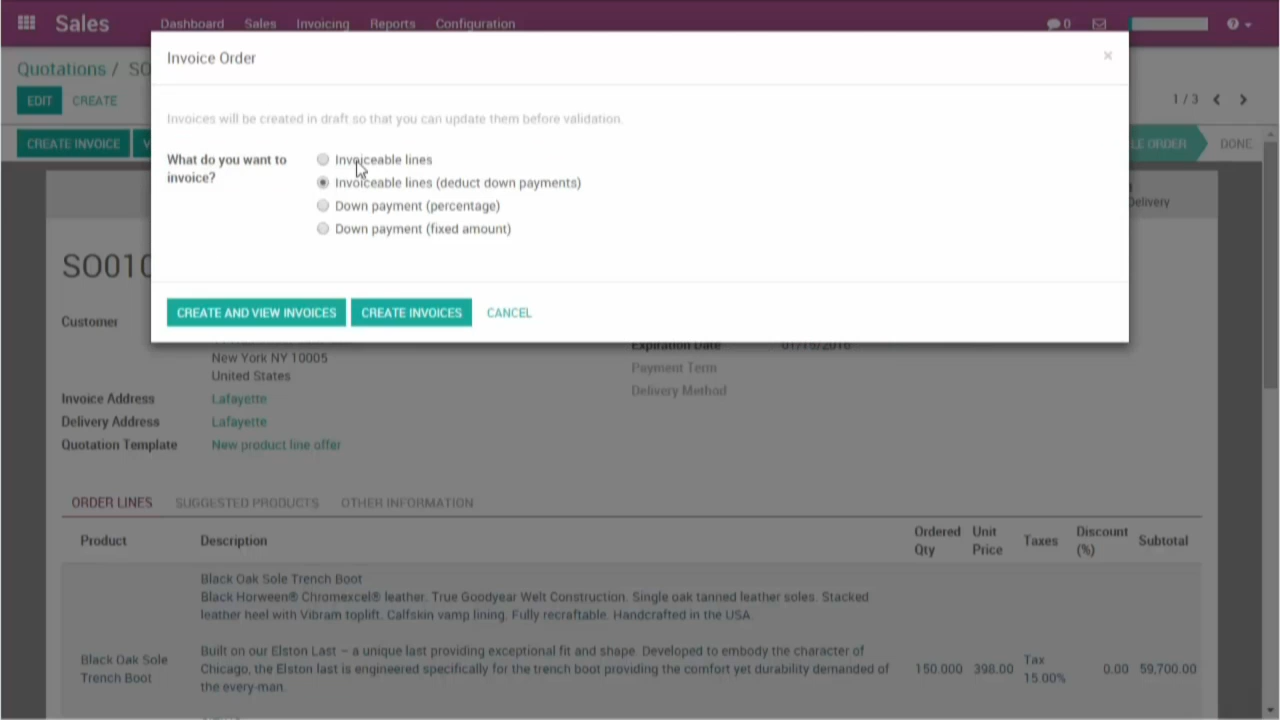 Sales
Dashboard Sales Invoicing Reports Configuration
0
Invoice Order
×
Quotations / SO
EDIT CREATE
1 / 3
Invoices will be created in draft so that you can update them before validation.
CREATE INVOICE
ORDER DONE
What do you want to invoice?
Invoiceable lines
Invoiceable lines (deduct down payments)
Down payment (percentage)
Down payment (fixed amount)
Delivery
SO010
CREATE AND VIEW INVOICES CREATE INVOICES CANCEL
Customer
New York NY 10005
United States
Expiration Date 01/15/2016
Payment Term
Delivery Method
Invoice Address Lafayette
Delivery Address Lafayette
Quotation Template New product line offer
ORDER LINES SUGGESTED PRODUCTS OTHER INFORMATION
Product Description Ordered Qty Unit Price Taxes Discount (%) Subtotal
Black Oak Sole Trench Boot
Black Horween® Chromexcel® leather. True Goodyear Welt Construction. Single oak tanned leather soles. Stacked
leather heel with Vibram toplift. Calfskin vamp lining. Fully recraftable. Handcrafted in the USA.
Built on our Elston Last – a unique last providing exceptional fit and shape. Developed to embody the character of
Chicago, the Elston last is engineered specifically for the trench boot providing the comfort yet durability demanded of
the every-man.
Black Oak Sole Trench Boot
150.000 398.00 Tax 15.00% 0.00 59,700.00